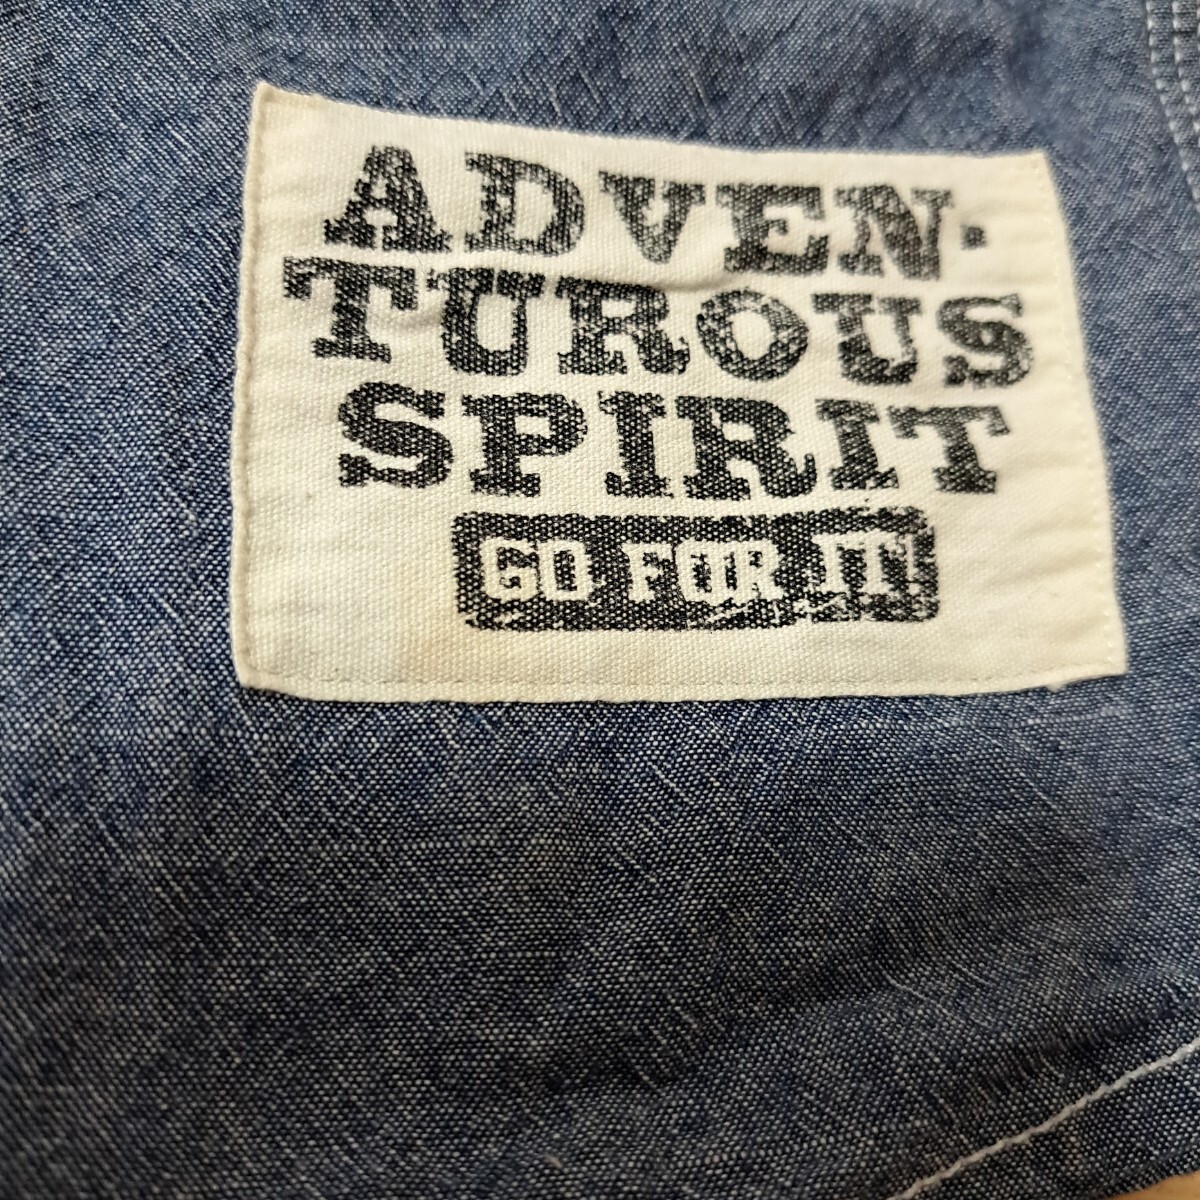 ADVEN-
TUROUS
SPIRIT
GO FOR IT!